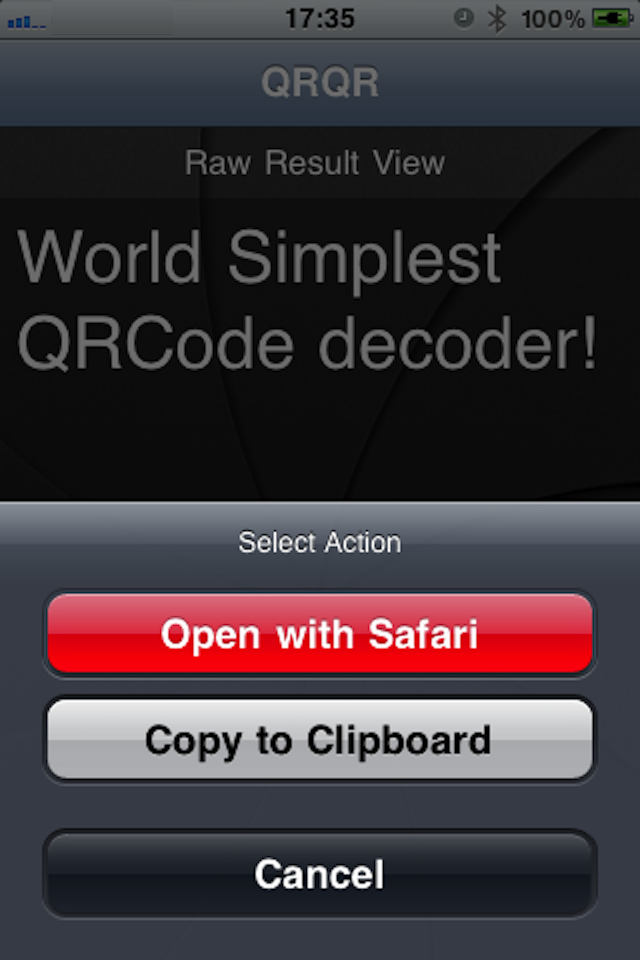 17:35 100%
QRQR
Raw Result View
World Simplest
QRCode decoder!
Select Action
Open with Safari
Copy to Clipboard
Cancel